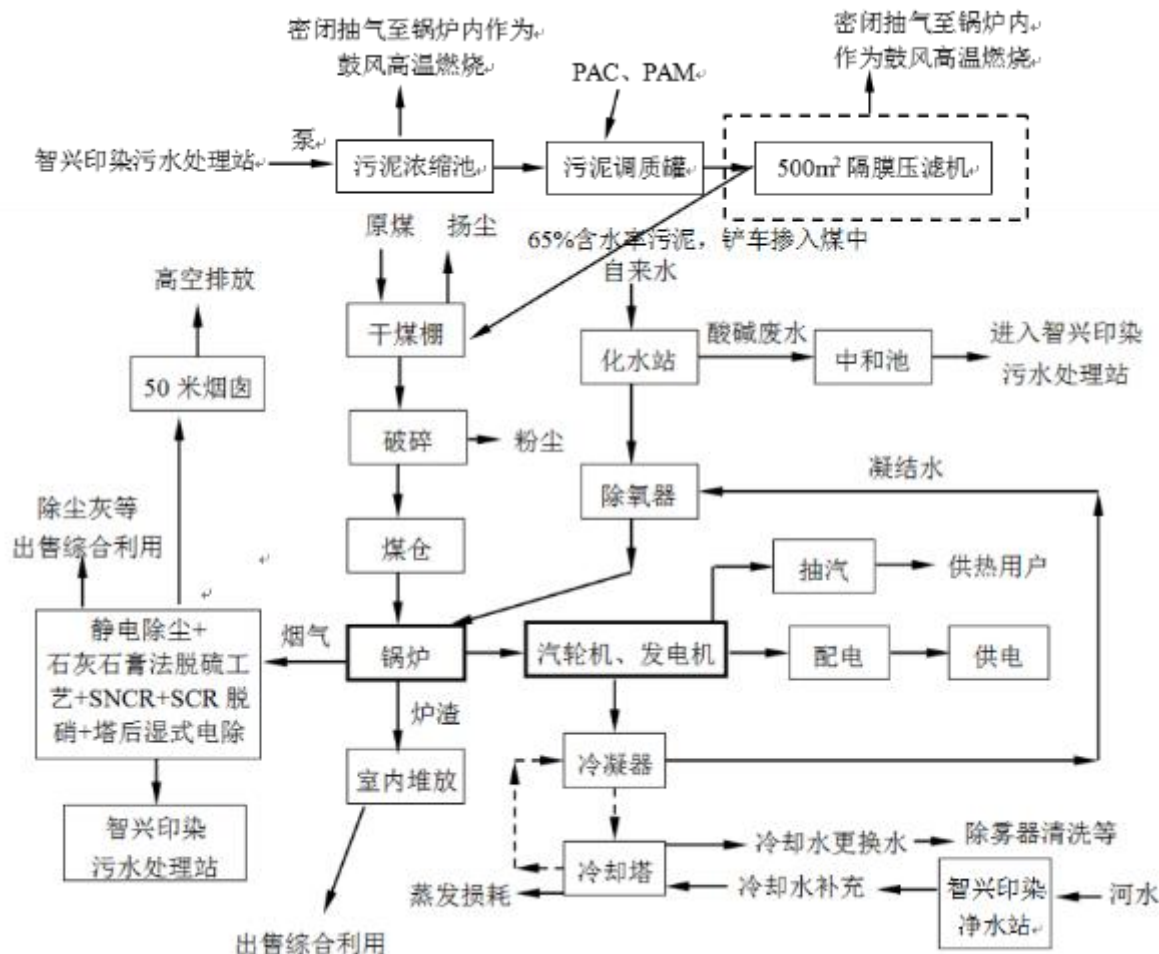 密闭抽气至锅炉内作为
鼓风高温燃烧
密闭抽气至锅炉内
作为鼓风高温燃烧
PAC、PAM
智兴印染污水处理站
泵
污泥浓缩池
污泥调质罐
500m² 隔膜压滤机
原煤
扬尘
65%含水率污泥，铲车掺入煤中
自来水
高空排放
干煤棚
化水站
酸碱废水
中和池
进入智兴印染
污水处理站
50 米烟囱
破碎
粉尘
除氧器
凝结水
除尘灰等
出售综合利用
煤仓
抽汽
供热用户
静电除尘+
石灰石膏法脱硫工
艺+SNCR+SCR 脱
硝+塔后湿式电除
烟气
锅炉
汽轮机、发电机
配电
供电
炉渣
室内堆放
冷凝器
智兴印染
污水处理站
冷却塔
冷却水更换水
除雾器清洗等
蒸发损耗
冷却水补充
智兴印染
净水站
河水
出售综合利用